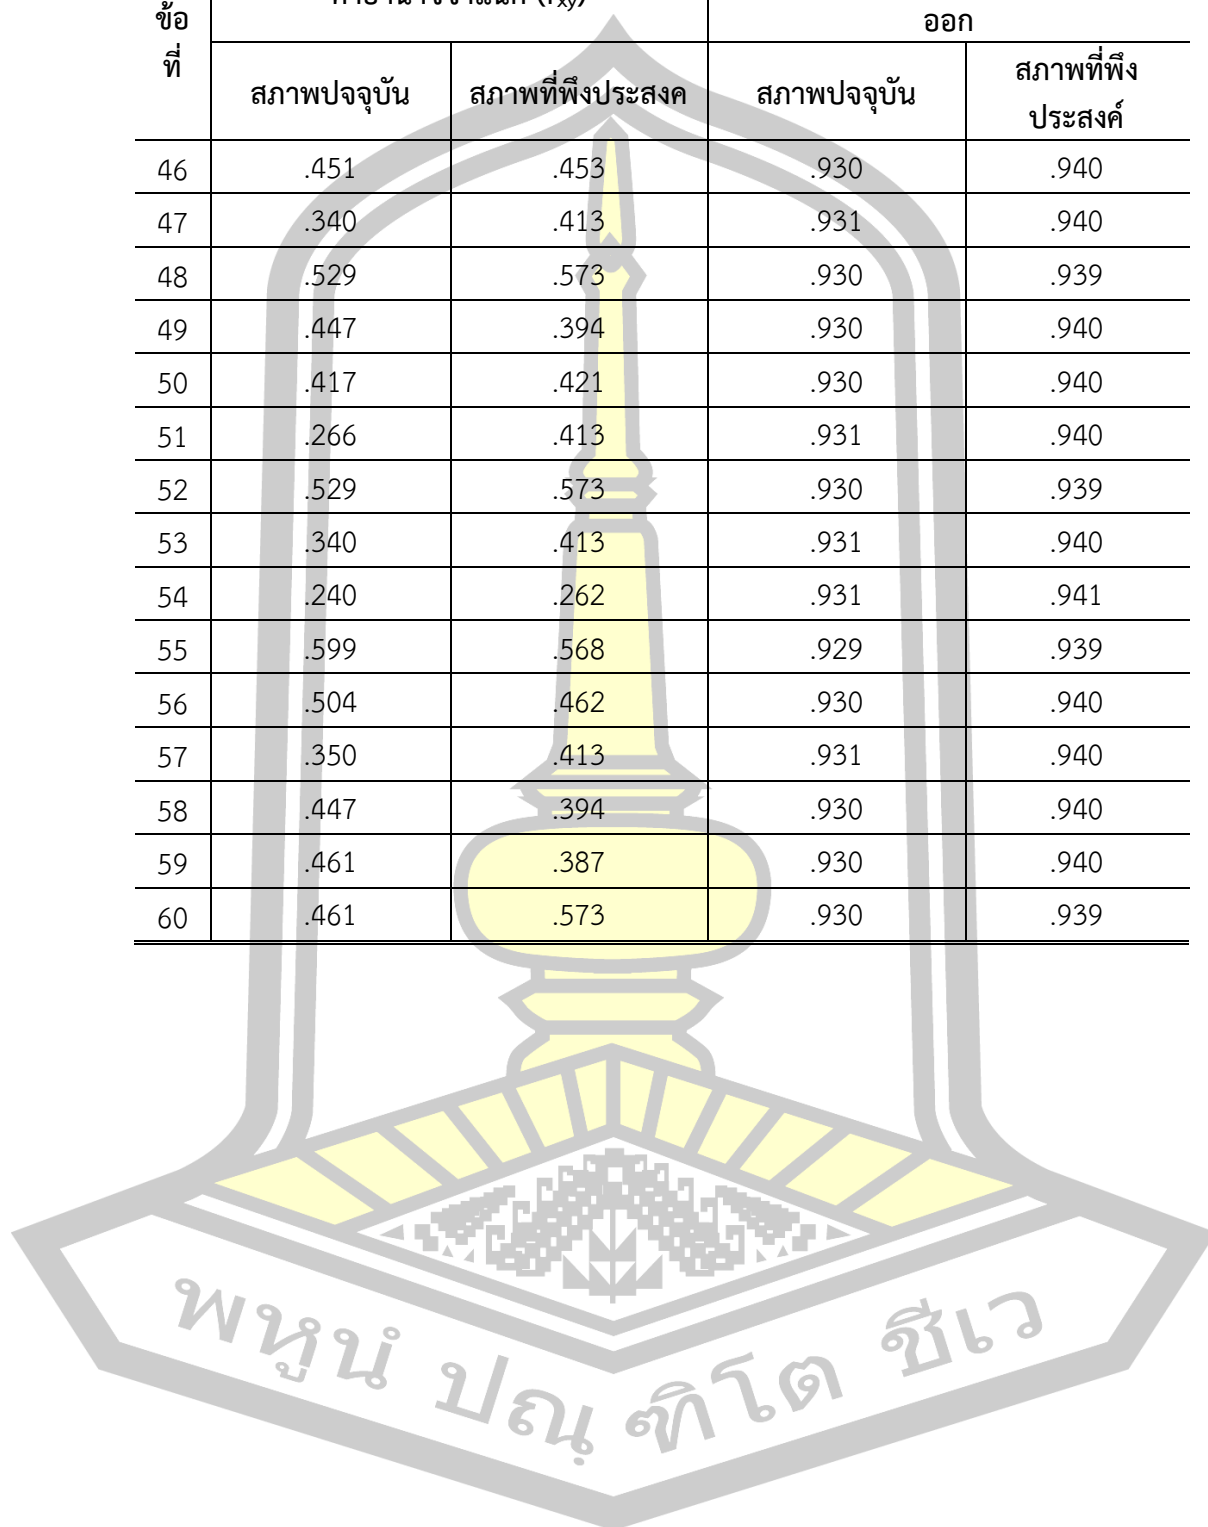 ข้อ
ที่
(rxy)
ออก
สภาพปัจจุบัน สภาพที่พึงประสงค สภาพปัจจุบัน สภาพที่พึง
ประสงค์
46 .451 .453 .930 .940
47 .340 .413 .931 .940
48 .529 .573 .930 .939
49 .447 .394 .930 .940
50 .417 .421 .930 .940
51 .266 .413 .931 .940
52 .529 .573 .930 .939
53 .340 .413 .931 .940
54 .240 .262 .931 .941
55 .599 .568 .929 .939
56 .504 .462 .930 .940
57 .350 .413 .931 .940
58 .447 .394 .930 .940
59 .461 .387 .930 .940
60 .461 .573 .930 .939
พหูนํ ปณฺฑิโต ชีเว